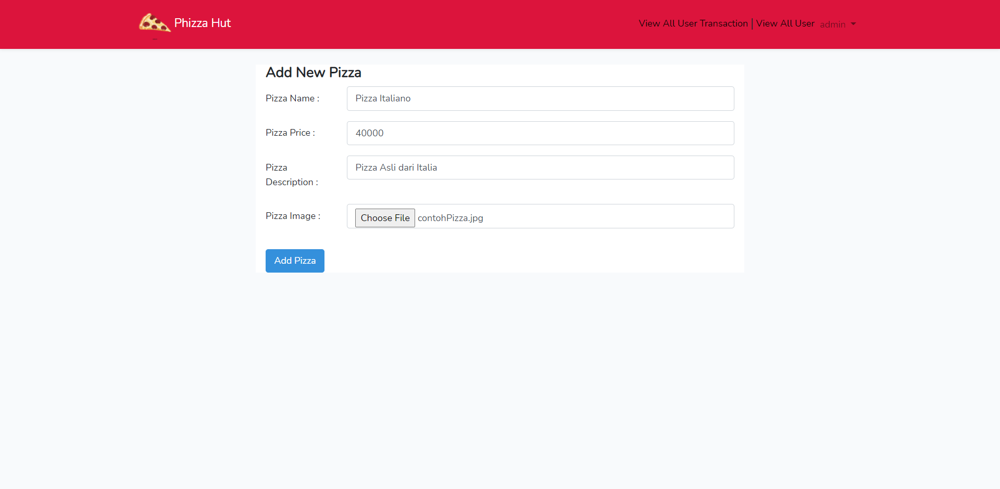 Phizza Hut
View All User Transaction | View All User admin
Add New Pizza
Pizza Name : Pizza Italiano
Pizza Price : 40000
Pizza Description : Pizza Asli dari Italia
Pizza Image : Choose File contohPizza.jpg
Add Pizza